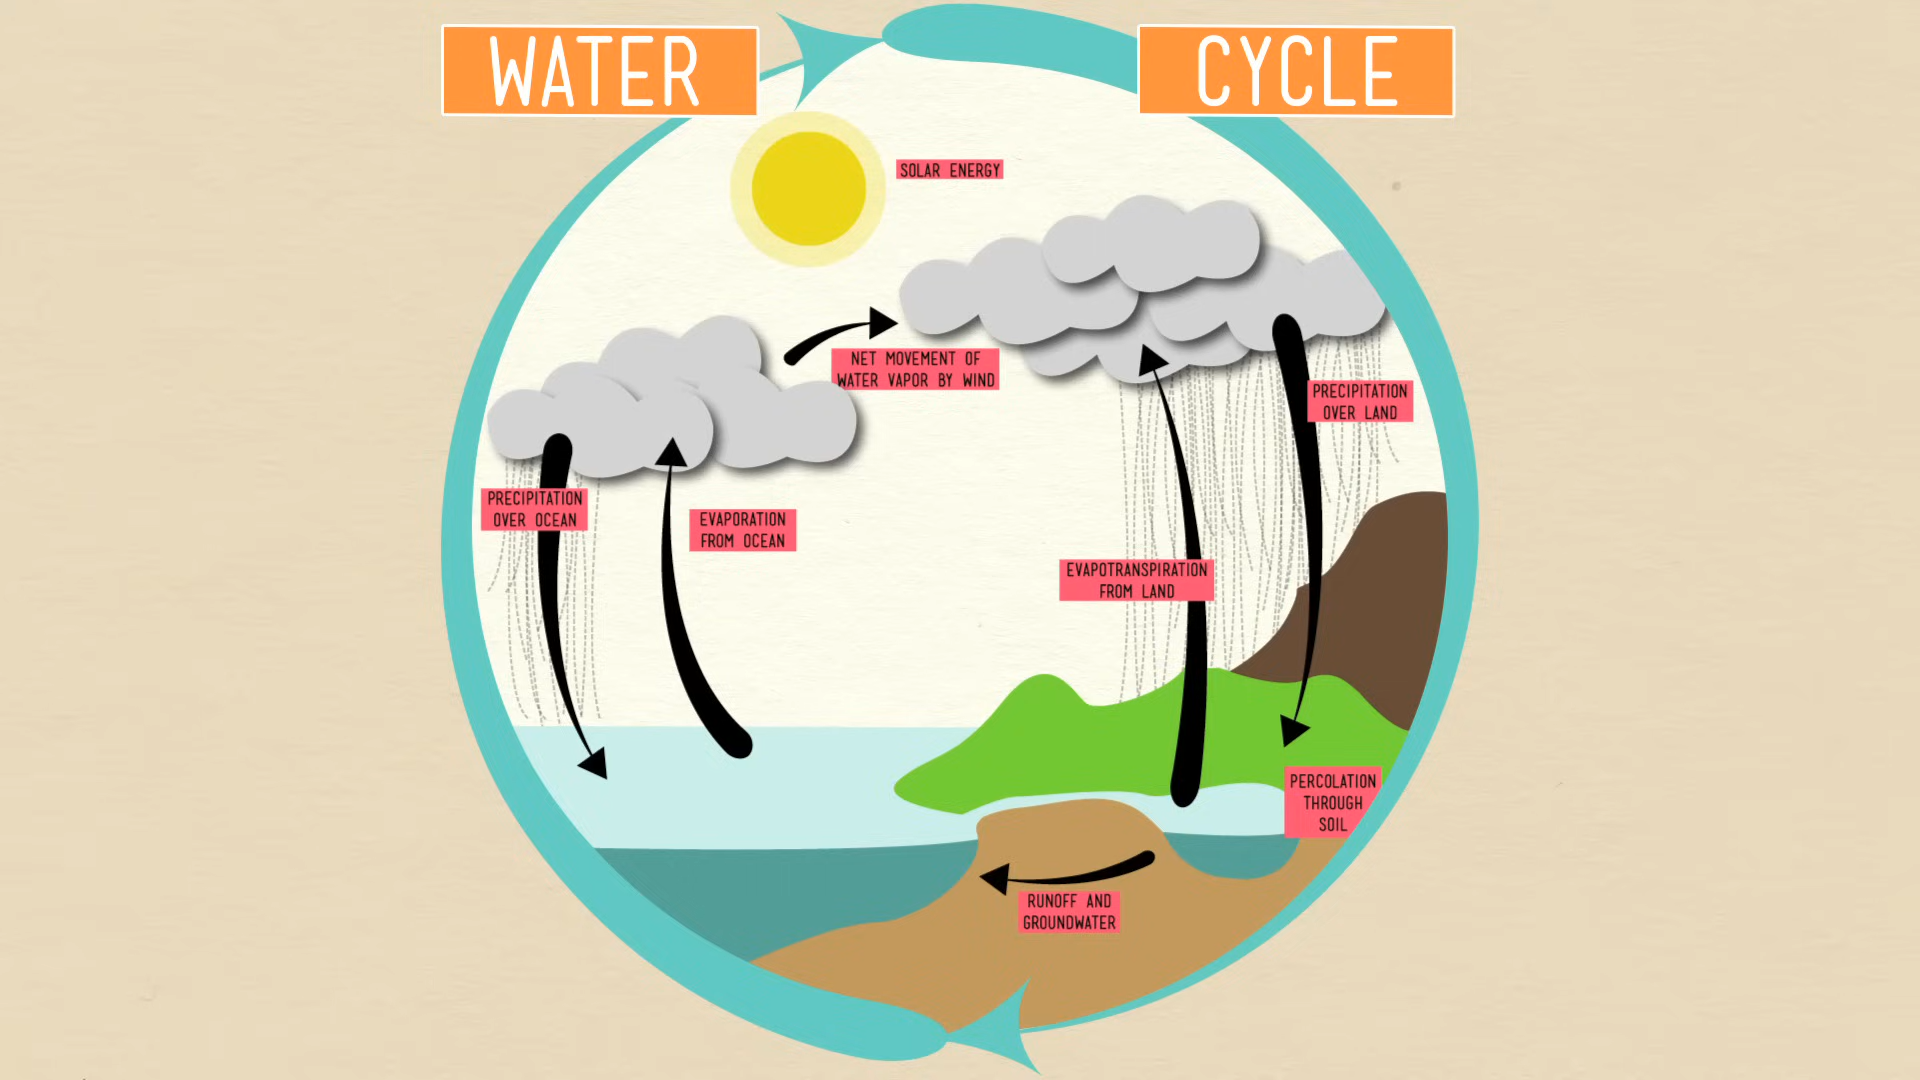 WATER CYCLE
SOLAR ENERGY
NET MOVEMENT OF
WATER VAPOR BY WIND
PRECIPITATION
OVER LAND
PRECIPITATION
OVER OCEAN
EVAPORATION
FROM OCEAN
EVAPOTRANSPIRATION
FROM LAND
PERCOLATION
THROUGH
SOIL
RUNOFF AND
GROUNDWATER